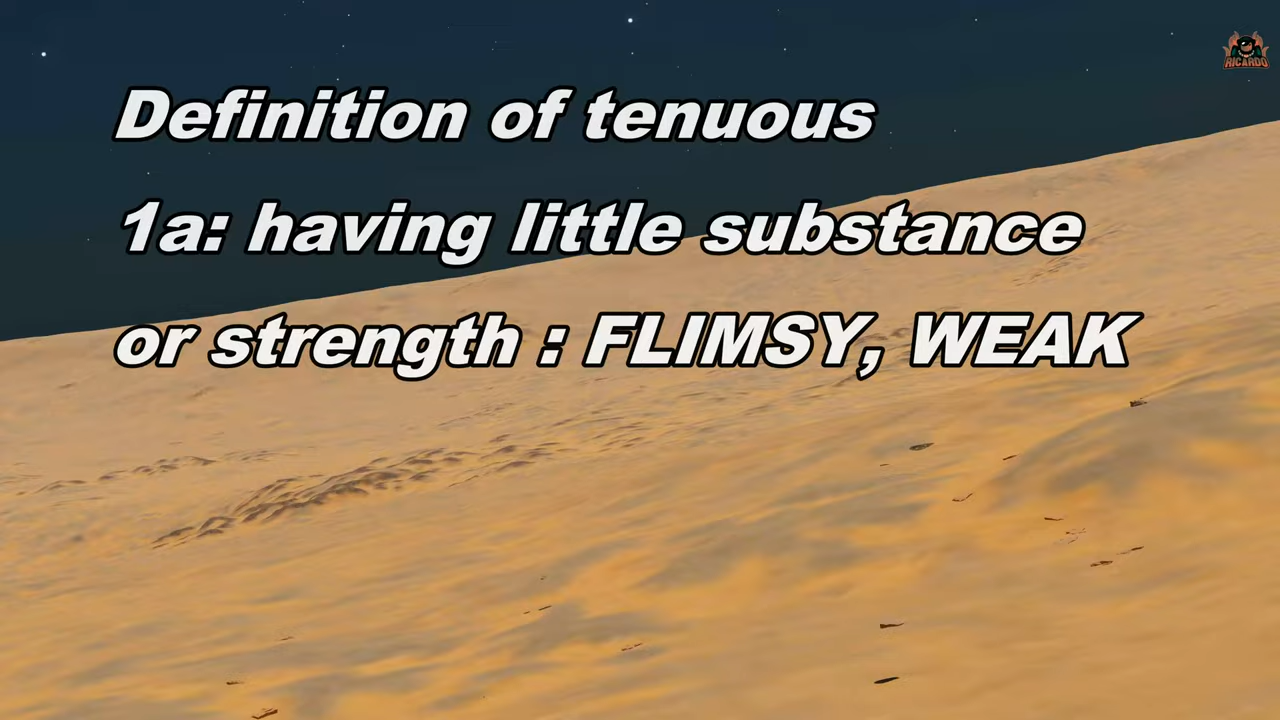 RICARDO
Definition of tenuous
1a: having little substance
or strength : FLIMSY, WEAK